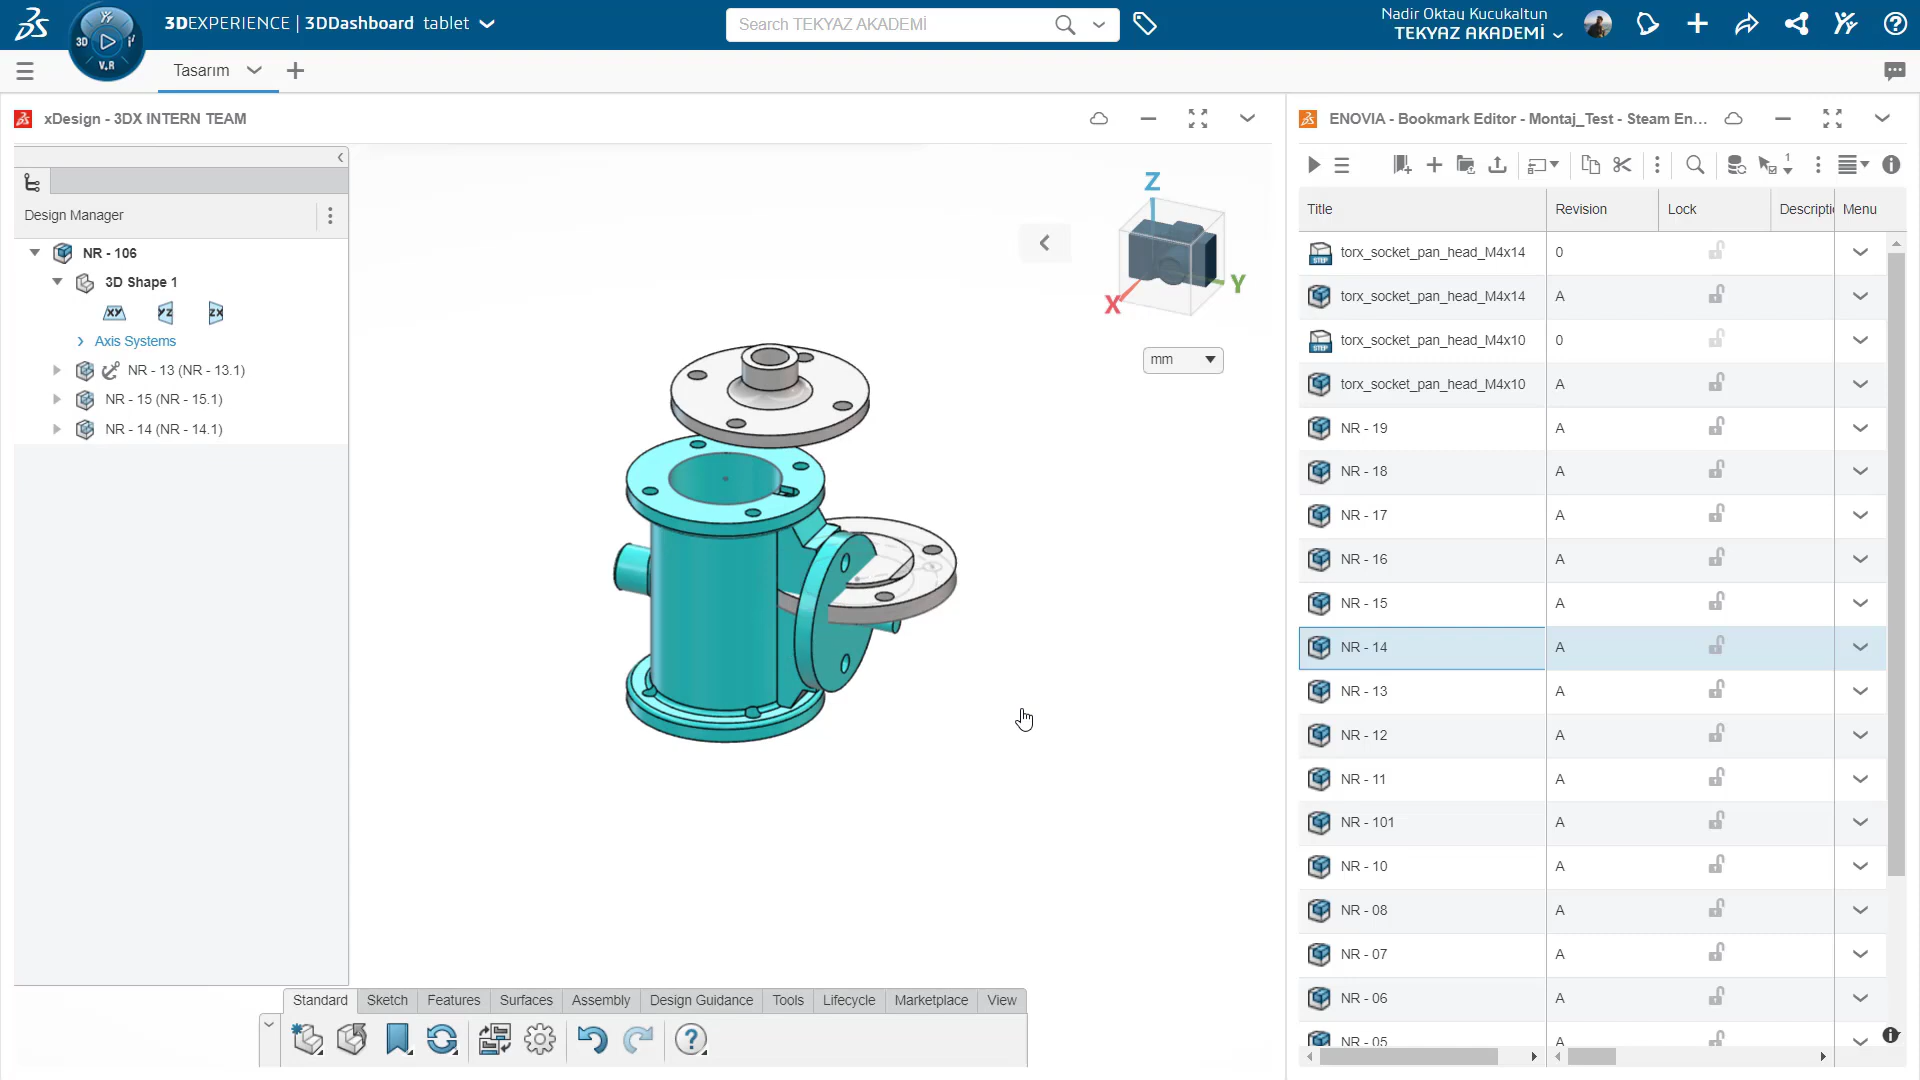 3DEXPERIENCE | 3DDashboard tablet
Search TEKYAZ AKADEMİ
Nadir Oktay Kucukaltun
TEKYAZ AKADEMİ
3D
V.R
Tasarım
xDesign - 3DX INTERN TEAM
ENOVIA - Bookmark Editor - Montaj_Test - Steam En...
Design Manager
NR - 106
3D Shape 1
XY YZ ZX
Axis Systems
NR - 13 (NR - 13.1)
NR - 15 (NR - 15.1)
NR - 14 (NR - 14.1)
Z
Y
X
mm
1
Title Revision Lock Descripti Menu
torx_socket_pan_head_M4x14 0
torx_socket_pan_head_M4x14 A
torx_socket_pan_head_M4x10 0
torx_socket_pan_head_M4x10 A
NR - 19 A
NR - 18 A
NR - 17 A
NR - 16 A
NR - 15 A
NR - 14 A
NR - 13 A
NR - 12 A
NR - 11 A
NR - 101 A
NR - 10 A
NR - 08 A
NR - 07 A
NR - 06 A
NR - 05 A
Standard Sketch Features Surfaces Assembly Design Guidance Tools Lifecycle Marketplace View